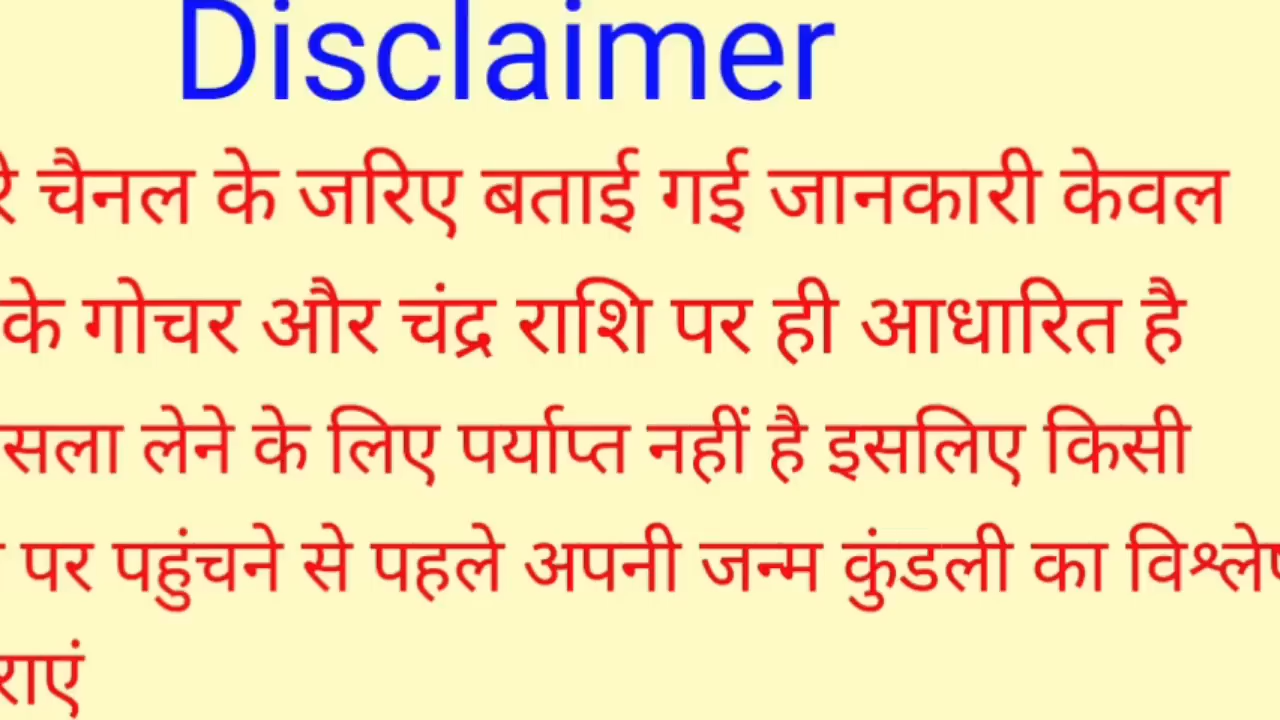 Disclaimer
चैनल के जरिए बताई गई जानकारी केवल
के गोचर और चंद्र राशि पर ही आधारित है
सला लेने के लिए पर्याप्त नहीं है इसलिए किसी
पर पहुंचने से पहले अपनी जन्म कुंडली का विश्ले
राएं